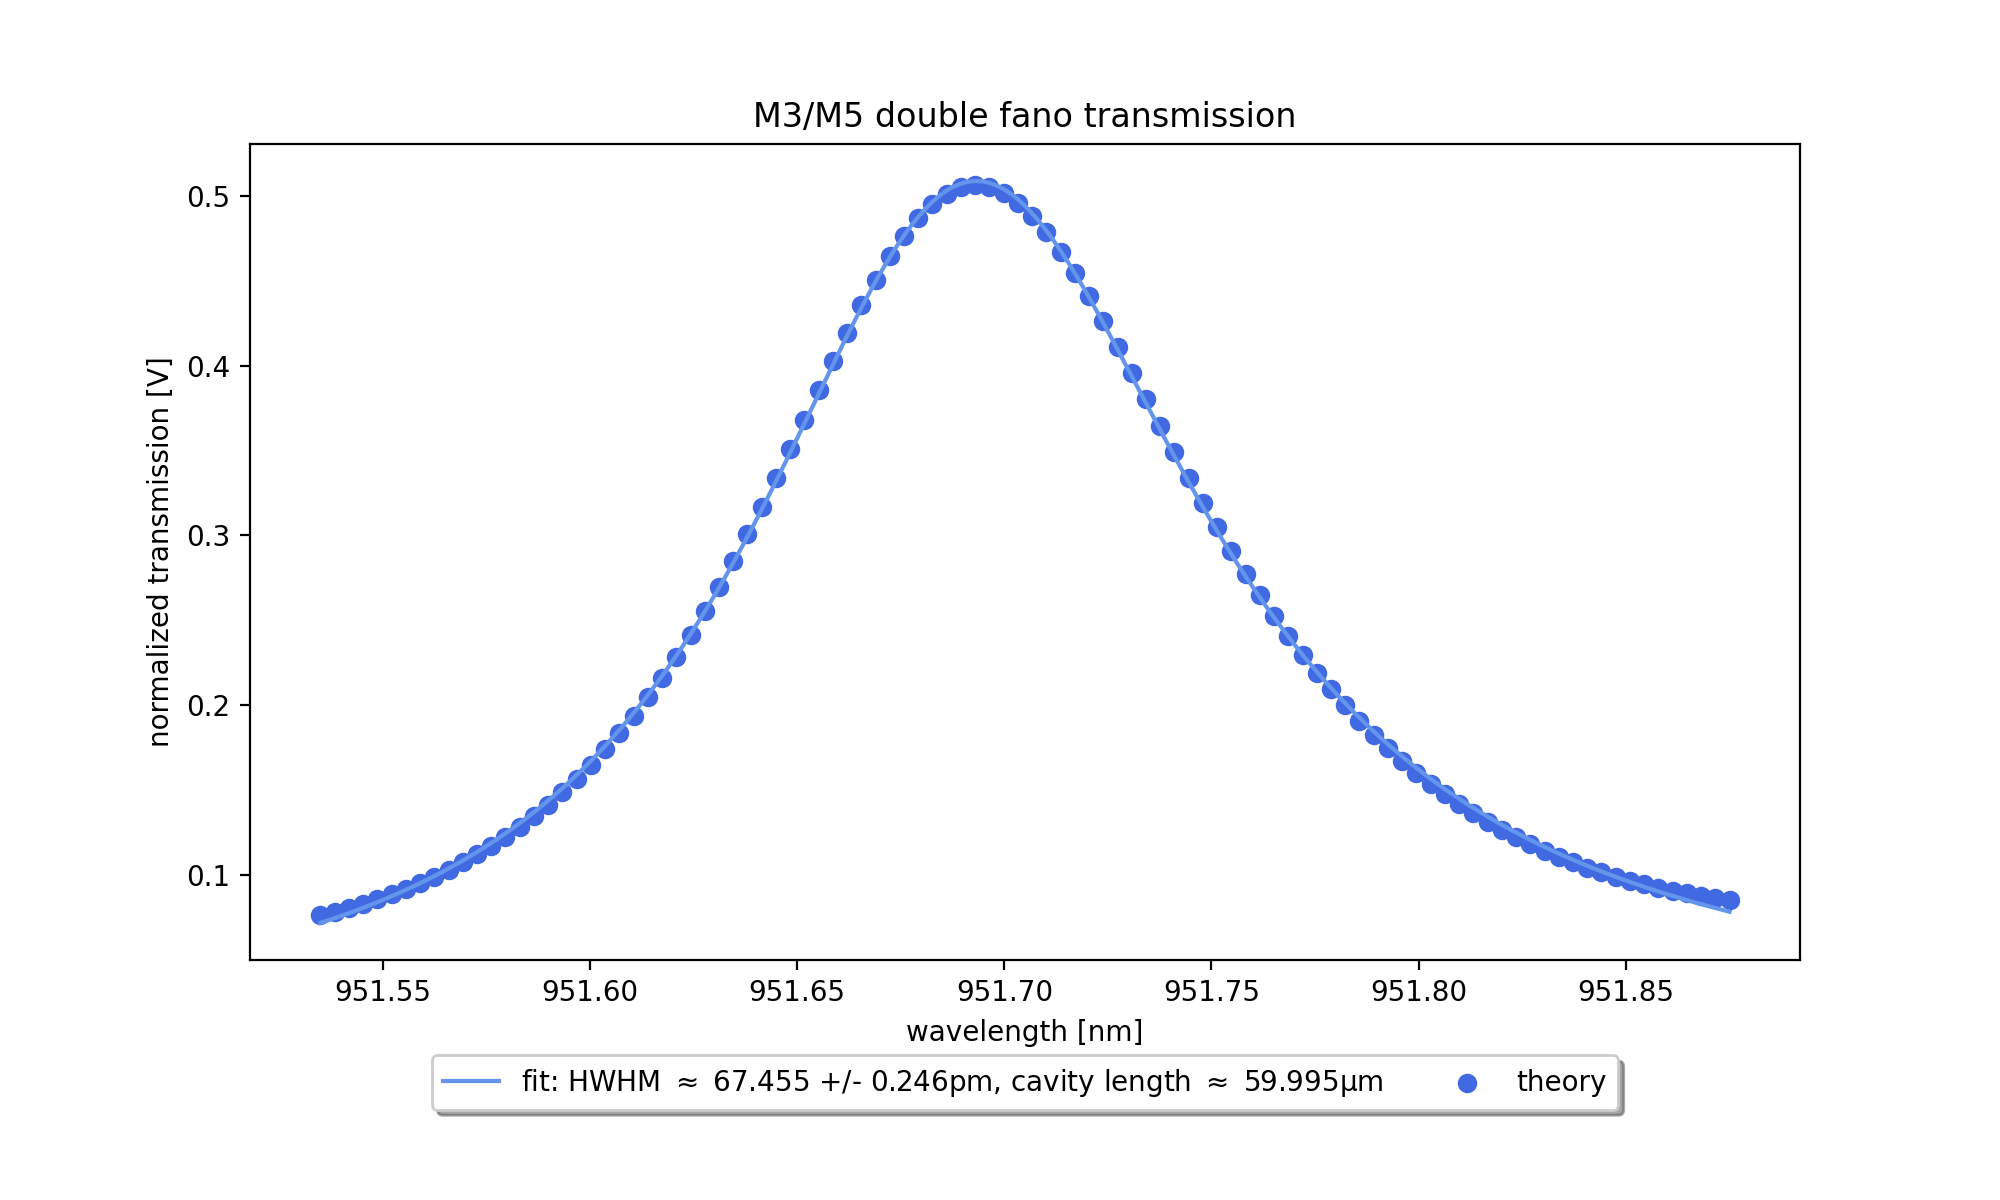 M3/M5 double fano transmission
normalized transmission [V]
0.5
0.4
0.3
0.2
0.1
951.55 951.60 951.65 951.70 951.75 951.80 951.85
wavelength [nm]
fit: HWHM ≈ 67.455 +/- 0.246pm, cavity length ≈ 59.995μm theory